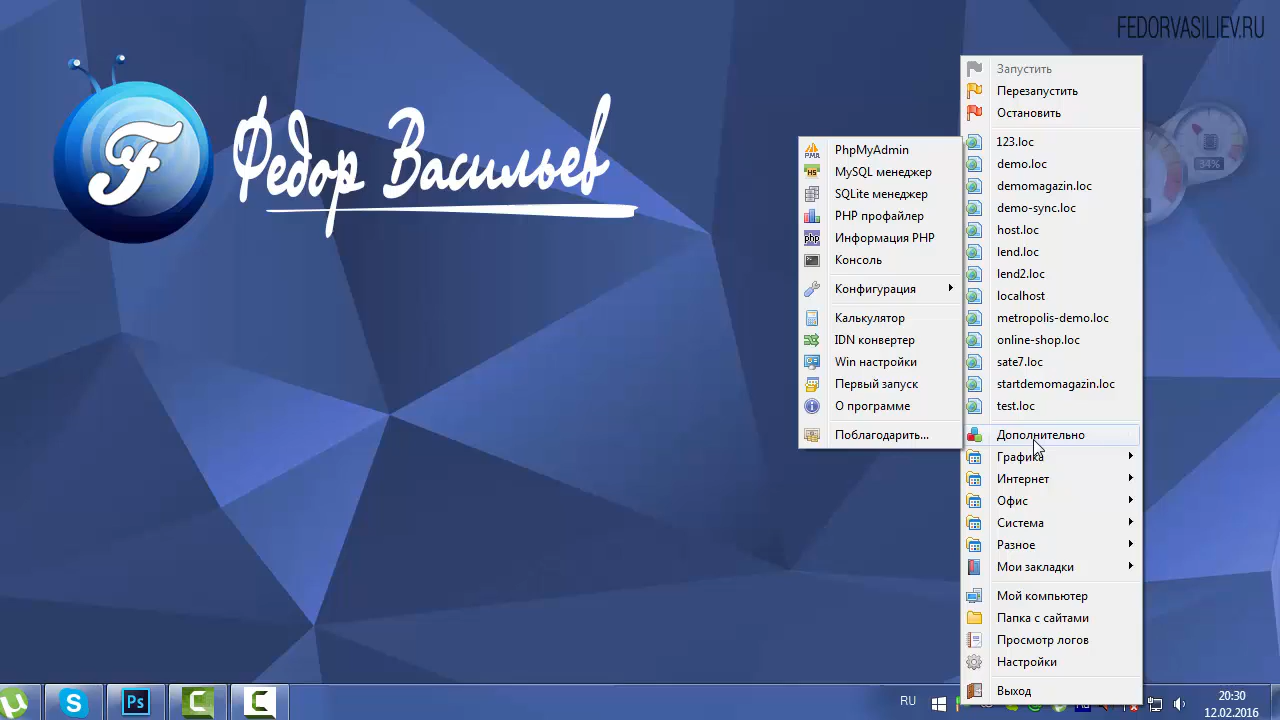 FEDORVASILIEV.RU
Федор Васильев
34%
PhpMyAdmin
MySQL менеджер
SQLite менеджер
PHP профайлер
Информация PHP
Консоль
Конфигурация
Калькулятор
IDN конвертер
Win настройки
Первый запуск
О программе
Поблагодарить...
Запустить
Перезапустить
Остановить
123.loc
demo.loc
demomagazin.loc
demo-sync.loc
host.loc
lend.loc
lend2.loc
localhost
metropolis-demo.loc
online-shop.loc
sate7.loc
startdemomagazin.loc
test.loc
Дополнительно
Графика
Интернет
Офис
Система
Разное
Мои закладки
Мой компьютер
Папка с сайтами
Просмотр логов
Настройки
Выход
RU
20:30
12.02.2016